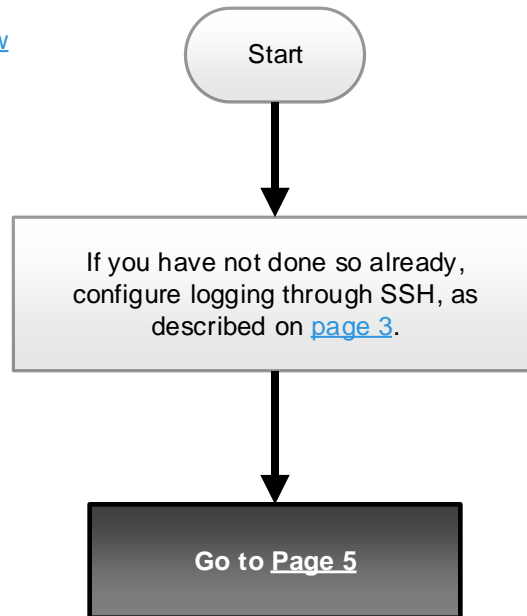 Start
If you have not done so already,
configure logging through SSH, as
described on page 3.
Go to Page 5